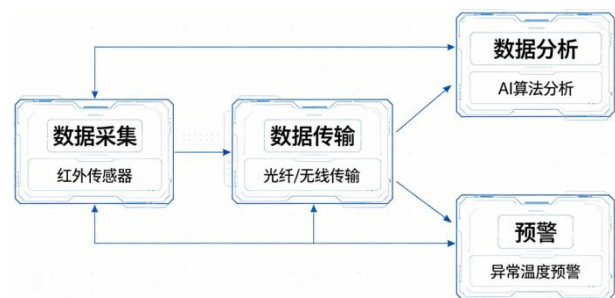 数据采集
红外传感器
数据传输
光纤/无线传输
数据分析
AI算法分析
预警
异常温度预警